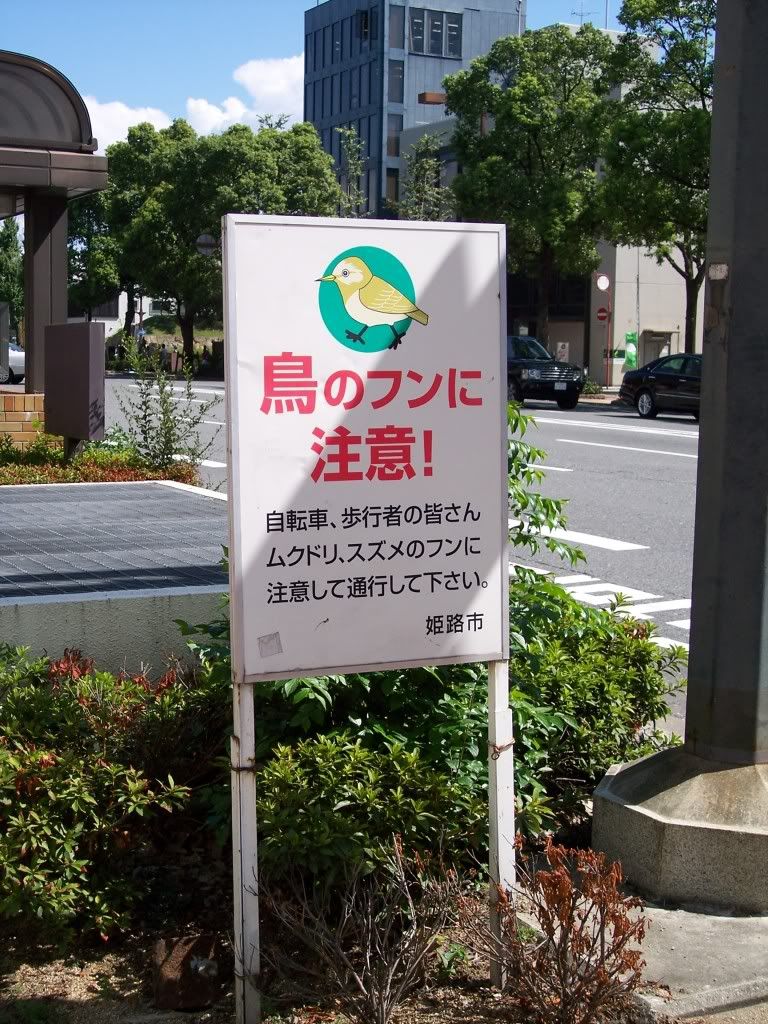 鳥のフンに
注意!
自転車、歩行者の皆さん
ムクドリ、スズメのフンに
注意して通行して下さい。
姫路市